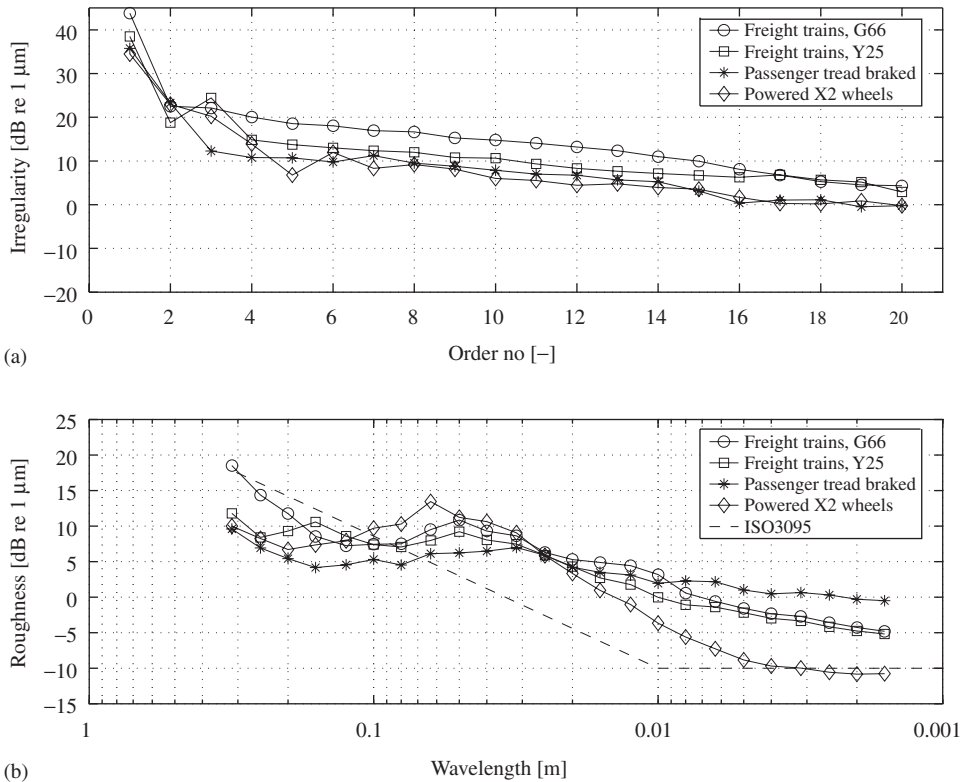 40
30
20
10
0
−10
−20
Irregularity [dB re 1 µm]
Freight trains, G66
Freight trains, Y25
Passenger tread braked
Powered X2 wheels
0 2 4 6 8 10 12 14 16 18 20
(a)
Order no [−]
25
20
15
10
5
0
−5
−10
−15
Roughness [dB re 1 µm]
Freight trains, G66
Freight trains, Y25
Passenger tread braked
Powered X2 wheels
ISO3095
1 0.1 0.01 0.001
(b)
Wavelength [m]